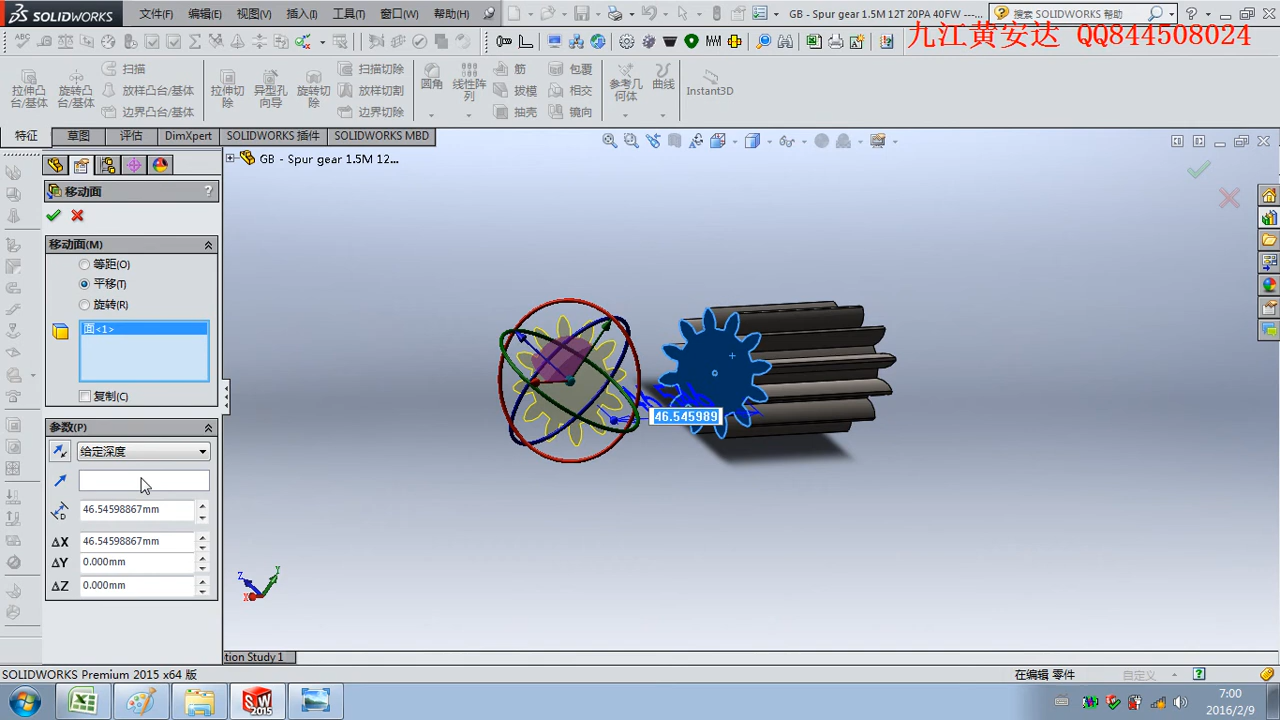 SOLIDWORKS 文件(F) 编辑(E) 视图(V) 插入(I) 工具(T) 窗口(W) 帮助(H) GB - Spur gear 1.5M 12T 20PA 40FW ---... 搜索 SOLIDWORKS 帮助
九江黄安达 QQ844508024
拉伸凸台/基体 旋转凸台/基体 扫描 放样凸台/基体 边界凸台/基体 拉伸切除 异型孔向导 旋转切除 扫描切除 放样切割 边界切除 圆角 线性阵列 筋 拔模 抽壳 包覆 相交 镜向 参考几何体 曲线 Instant3D
特征 草图 评估 DimXpert SOLIDWORKS 插件 SOLIDWORKS MBD
GB - Spur gear 1.5M 12...
移动面 ?
移动面(M)
等距(O)
平移(T)
旋转(R)
面<1>
复制(C)
46.545989
参数(P)
给定深度
46.54598867mm
ΔX 46.54598867mm
ΔY 0.000mm
ΔZ 0.000mm
Z Y X
tion Study 1
SOLIDWORKS Premium 2015 x64 版 在编辑 零件 自定义
SW 2015
7:00
2016/2/9